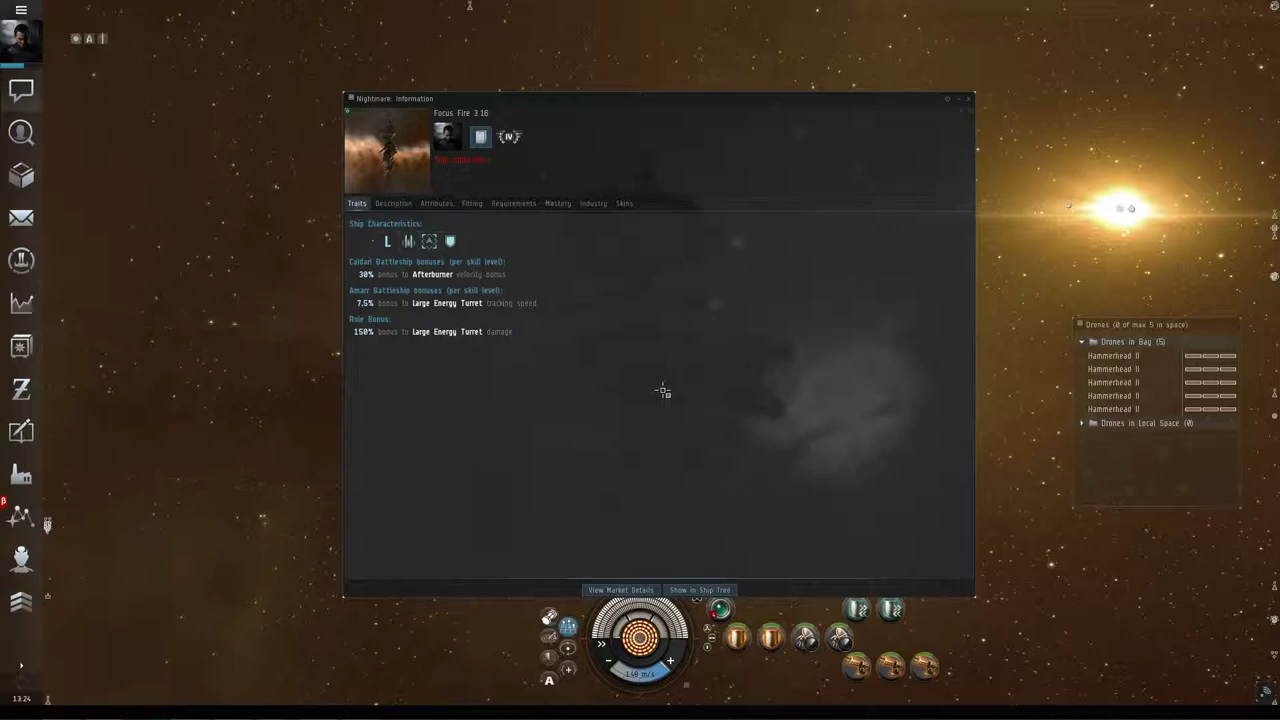 Nightmare: Information
Focus Fire 3.16
IV
Traits Description Attributes Fitting Requirements Mastery Industry Skins
Ship Characteristics:
L
Caldari Battleship bonuses (per skill level):
30% bonus to Afterburner velocity bonus
Amarr Battleship bonuses (per skill level):
7.5% bonus to Large Energy Turret tracking speed
Role Bonus:
150% bonus to Large Energy Turret damage
View Market Details Show in Ship Tree
Drones (0 of max 5 in space)
Drones in Bay (5)
Hammerhead II
Hammerhead II
Hammerhead II
Hammerhead II
Hammerhead II
Drones in Local Space (0)
A
β
148 m/s
A
13:24